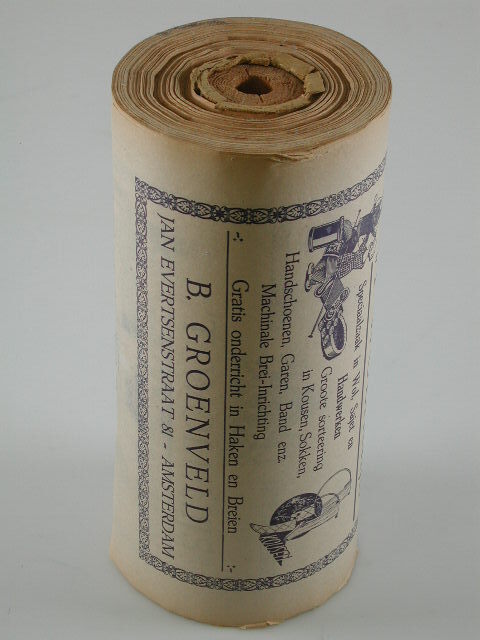 Speciaalzaak in Wol, Sajet en
Handwerken
Groote sorteering
in Kousen, Sokken,
Handschoenen, Garen, Band enz.
Machinale Brei-Inrichting
Gratis onderricht in Haken en Breien
B. GROENVELD
JAN EVERTSENSTRAAT 81 - AMSTERDAM